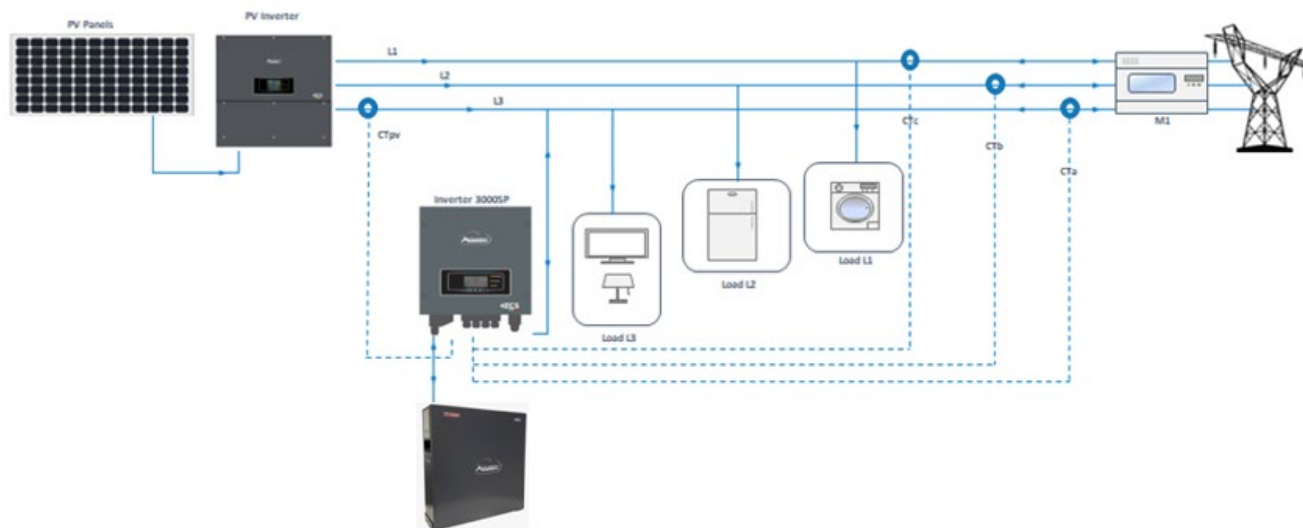 PV Panels
PV Inverter
L1
L2
L3
CTpv
CTc
CTb
CTa
M1
Inverter 3000SP
Load L1
Load L2
Load L3